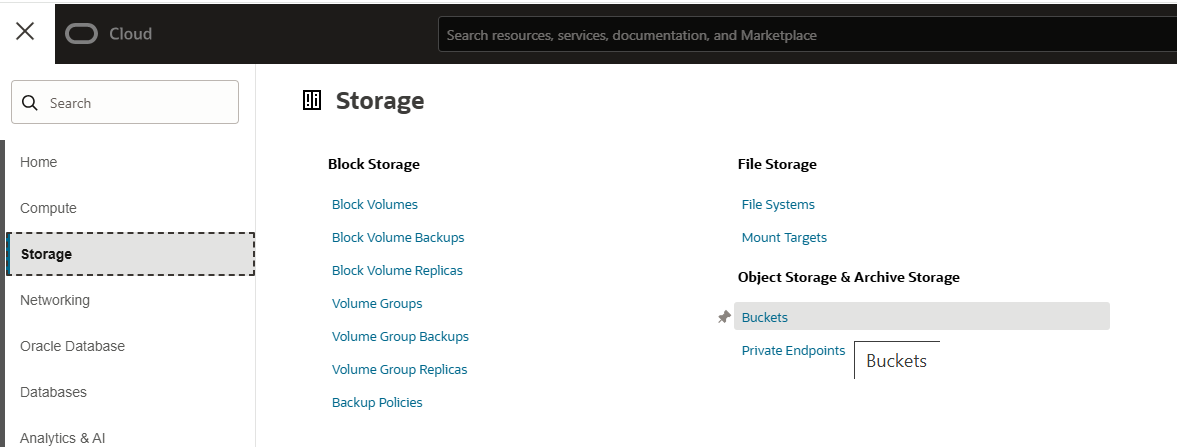 Cloud
Search resources, services, documentation, and Marketplace
Search
Home
Compute
Storage
Networking
Oracle Database
Databases
Analytics & AI
Storage
Block Storage
Block Volumes
Block Volume Backups
Block Volume Replicas
Volume Groups
Volume Group Backups
Volume Group Replicas
Backup Policies
File Storage
File Systems
Mount Targets
Object Storage & Archive Storage
Buckets
Private Endpoints
Buckets